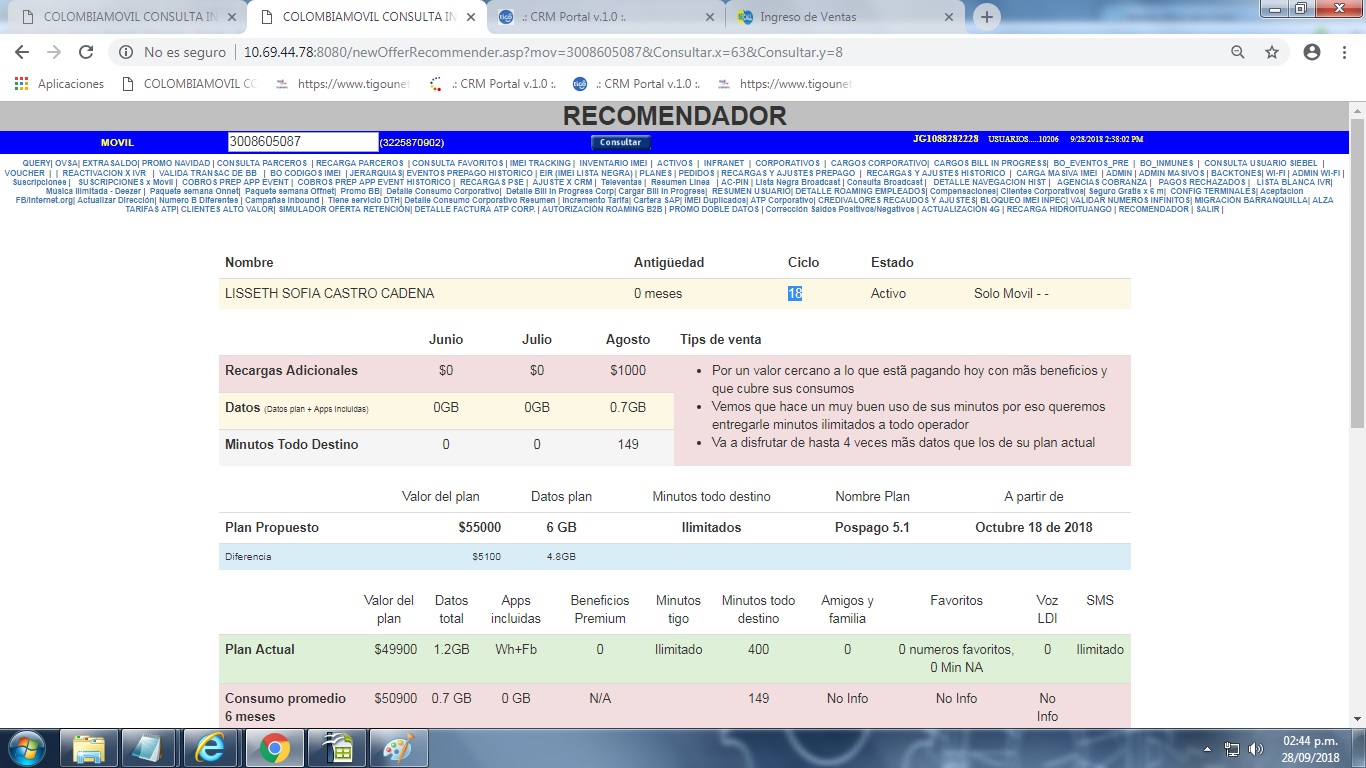 COLOMBIAMOVIL CONSULTA IN
COLOMBIAMOVIL CONSULTA IN
.: CRM Portal v.1.0 :.
Ingreso de Ventas
No es seguro | 10.69.44.78:8080/newOfferRecommender.asp?mov=3008605087&Consultar.x=63&Consultar.y=8
Aplicaciones
COLOMBIAMOVIL CC
https://www.tigounet
.: CRM Portal v.1.0 :.
.: CRM Portal v.1.0 :.
https://www.tigounet
RECOMENDADOR
MOVIL 3008605087 (3225870902) Consultar JG1088282228 USUARIOS.....10206 9/28/2018 2:38:02 PM
QUERY| OVSA| EXTRASALDO| PROMO NAVIDAD | CONSULTA PARCEROS | RECARGA PARCEROS | CONSULTA FAVORITOS | IMEI TRACKING | INVENTARIO IMEI | ACTIVOS | INFRANET | CORPORATIVOS | CARGOS CORPORATIVO| CARGOS BILL IN PROGRESS| BO_EVENTOS_PRE | BO_INMUNES | CONSULTA USUARIO SIEBEL |
VOUCHER | | REACTIVACION X IVR | VALIDA TRANSAC DE BB | BO CODIGOS IMEI |JERARQUIAS| EVENTOS PREPAGO HISTORICO | EIR (IMEI LISTA NEGRA) | PLANES | PEDIDOS | RECARGAS Y AJUSTES PREPAGO | RECARGAS Y AJUSTES HISTORICO | CARGA MASIVA IMEI | ADMIN | ADMIN MASIVOS | BACKTONES| WI-FI | ADMIN WI-FI |
Suscripciones | SUSCRIPCIONES x Movil | COBROS PREP APP EVENT | COBROS PREP APP EVENT HISTORICO | RECARGAS PSE | AJUSTE X CRM | Televentas | Resumen Linea | AC-PIN | Lista Negra Broadcast | Consulta Broadcast | DETALLE NAVEGACION HIST | AGENCIAS COBRANZA | PAGOS RECHAZADOS | LISTA BLANCA IVR|
Musica Ilimitada - Deezer | Paquete semana Onnet| Paquete semana Offnet| Promo BB| Detalle Consumo Corporativo| Detalle Bill In Progress Corp| Cargar Bill In Progress| RESUMEN USUARIO| DETALLE ROAMING EMPLEADOS | Compensaciones| Clientes Corporativos| Seguro Gratis x 6 m| CONFIG TERMINALES| Aceptacion
FB/Internet.org| Actualizar Dirección| Numero B Diferentes | Campañas Inbound | Tiene servicio DTH| Detalle Consumo Corporativo Resumen | Incremento Tarifa| Cartera SAP| IMEI Duplicados| ATP Corporativo| CREDIVALORES RECAUDOS Y AJUSTES| BLOQUEO IMEI INPEC| VALIDAR NUMEROS INFINITOS| MIGRACIÓN BARRANQUILLA| ALZA
TARIFAS ATP| CLIENTES ALTO VALOR| SIMULADOR OFERTA RETENCIÓN| DETALLE FACTURA ATP CORP. | AUTORIZACIÓN ROAMING B2B | PROMO DOBLE DATOS | Corrección Saldos Positivos/Negativos | ACTUALIZACIÓN 4G | RECARGA HIDROITUANGO | RECOMENDADOR | SALIR |
Nombre Antigüedad Ciclo Estado
LISSETH SOFIA CASTRO CADENA 0 meses 18 Activo Solo Movil - -
Junio Julio Agosto Tips de venta
Recargas Adicionales $0 $0 $1000
Datos (Datos plan + Apps Incluidas) 0GB 0GB 0.7GB
Minutos Todo Destino 0 0 149
• Por un valor cercano a lo que estã pagando hoy con mãs beneficios y
que cubre sus consumos
• Vemos que hace un muy buen uso de sus minutos por eso queremos
entregarle minutos ilimitados a todo operador
• Va a disfrutar de hasta 4 veces mãs datos que los de su plan actual
Valor del plan Datos plan Minutos todo destino Nombre Plan A partir de
Plan Propuesto $55000 6 GB Ilimitados Pospago 5.1 Octubre 18 de 2018
Diferencia $5100 4.8GB
Valor del Datos Apps Beneficios Minutos Minutos todo Amigos y Favoritos Voz SMS
plan total incluidas Premium tigo destino familia LDI
Plan Actual $49900 1.2GB Wh+Fb 0 Ilimitado 400 0 0 numeros favoritos, 0 Ilimitado
0 Min NA
Consumo promedio $50900 0.7 GB 0 GB N/A 149 No Info No Info No
6 meses Info
02:44 p.m.
28/09/2018